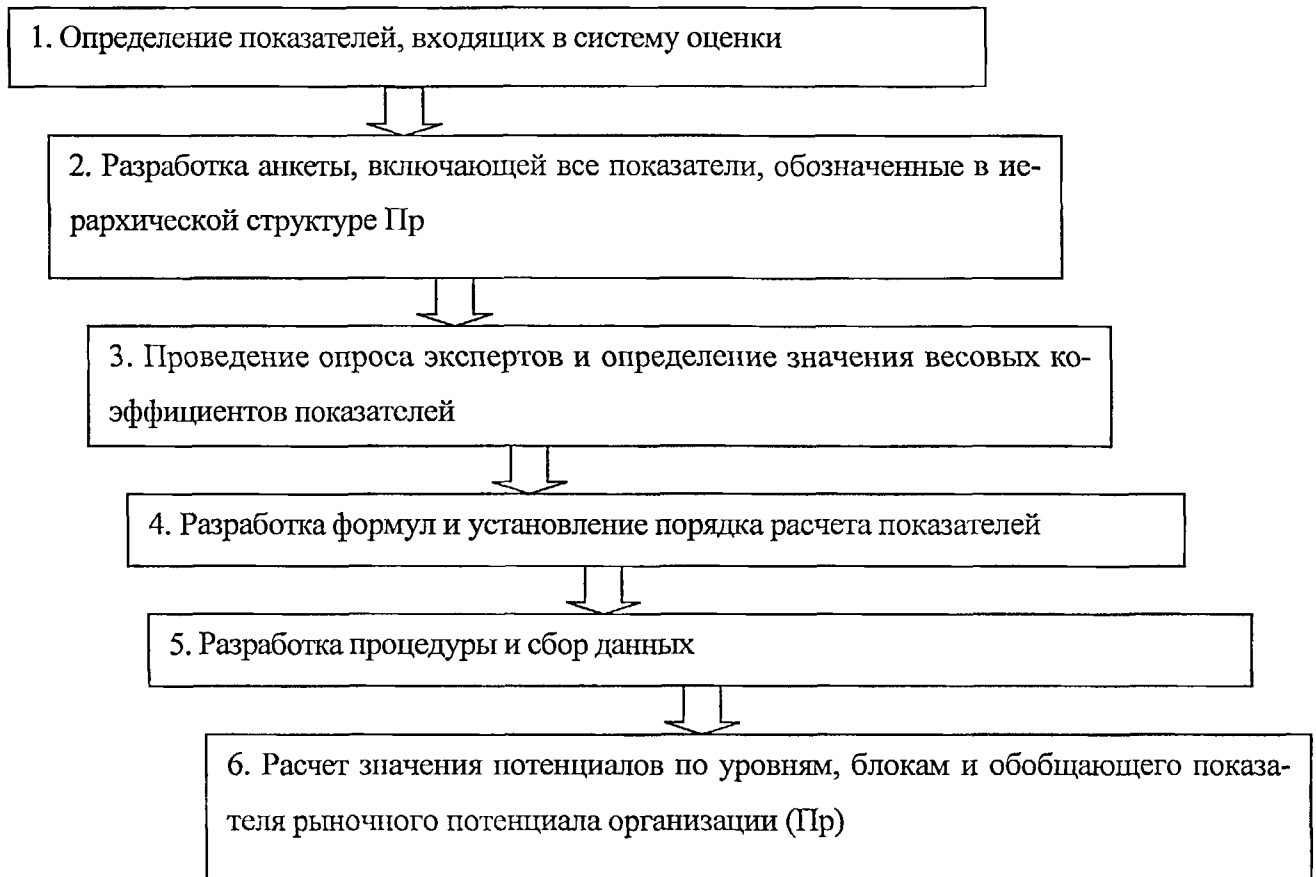 1. Определение показателей, входящих в систему оценки
2. Разработка анкеты, включающей все показатели, обозначенные в ие-
рархической структуре Пр
3. Проведение опроса экспертов и определение значения весовых ко-
эффициентов показателей
4. Разработка формул и установление порядка расчета показателей
5. Разработка процедуры и сбор данных
6. Расчет значения потенциалов по уровням, блокам и обобщающего показа-
теля рыночного потенциала организации (Пр)